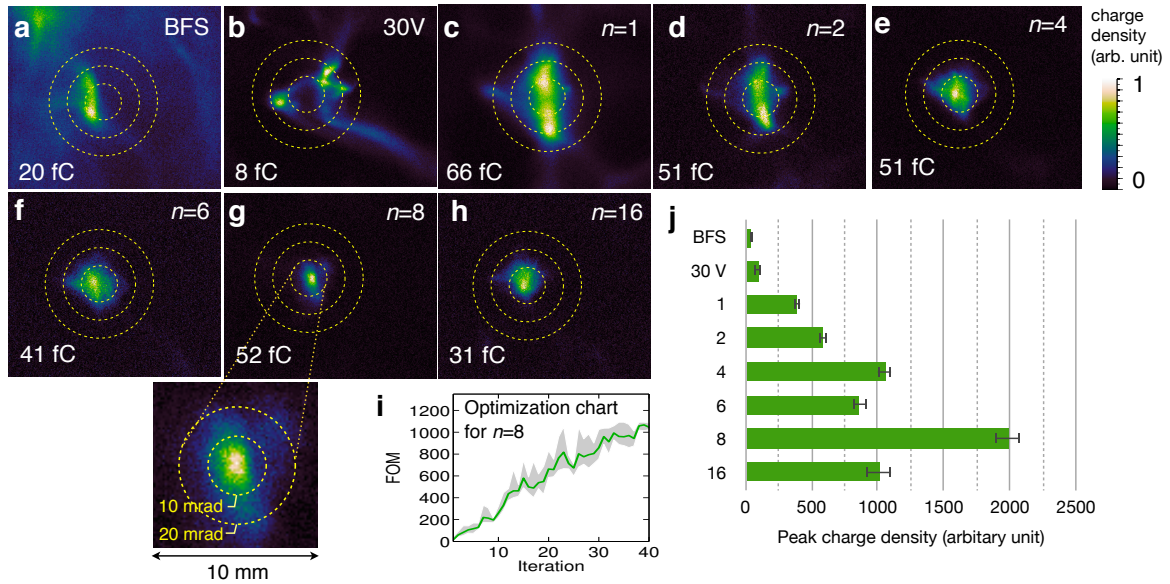 a
BFS
20 fC
b
30V
8 fC
c
n=1
66 fC
d
n=2
51 fC
e
n=4
51 fC
charge
density
(arb. unit)
1
0
f
n=6
41 fC
g
n=8
52 fC
h
n=16
31 fC
10 mrad
20 mrad
10 mm
i
Optimization chart
for n=8
FOM
1200
1000
800
600
400
200
0
10
20
30
40
Iteration
j
BFS
30 V
1
2
4
6
8
16
0
500
1000
1500
2000
2500
Peak charge density (arbitary unit)